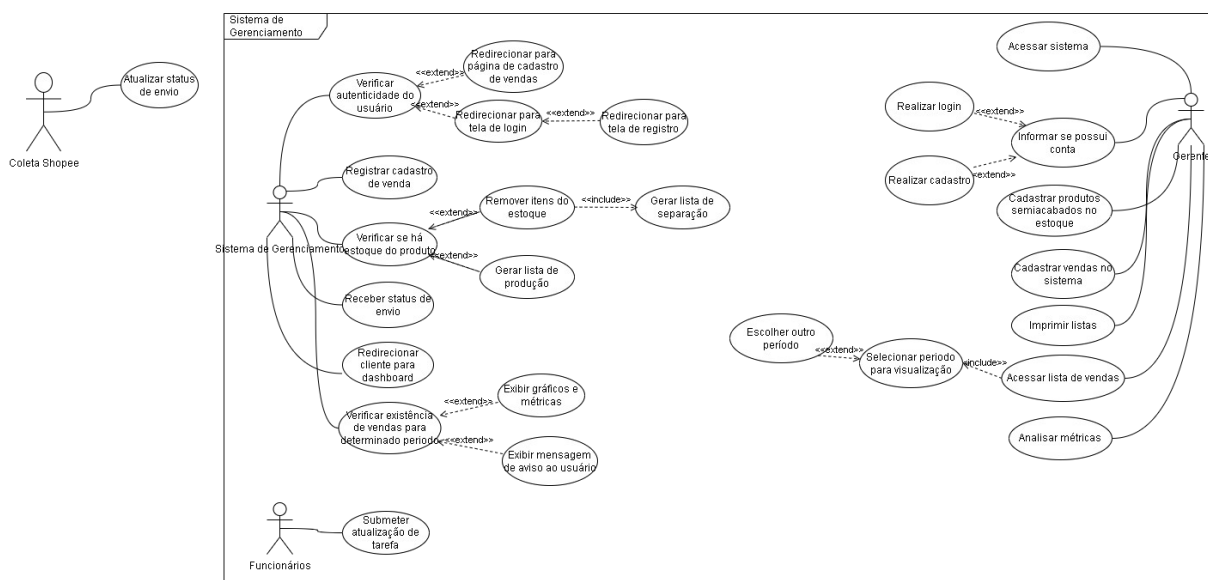 Sistema de
Gerenciamento
Atualizar status
de envio
Coleta Shopee
Verificar
autenticidade do
usuário
<<extend>>
Redirecionar para
página de cadastro
de vendas
<<extend>>
Redirecionar para
tela de login
<<extend>>
Redirecionar para
tela de registro
Registrar cadastro
de venda
Sistema de Gerenciamento
Verificar se há
estoque do produto
<<extend>>
Remover itens do
estoque
<<include>>
Gerar lista de
separação
<<extend>>
Gerar lista de
produção
Receber status de
envio
Redirecionar
cliente para
dashboard
Verificar existência
de vendas para
determinado periodo
<<extend>>
Exibir gráficos e
métricas
<<extend>>
Exibir mensagem
de aviso ao usuário
Funcionários
Submeter
atualização de
tarefa
Acessar sistema
Realizar login
<<extend>>
Informar se possui
conta
Gerente
Realizar cadastro
<<extend>>
Cadastrar produtos
semiacabados no
estoque
Cadastrar vendas no
sistema
Imprimir listas
Escolher outro
período
<<extend>>
Selecionar periodo
para visualização
<<include>>
Acessar lista de vendas
Analisar métricas